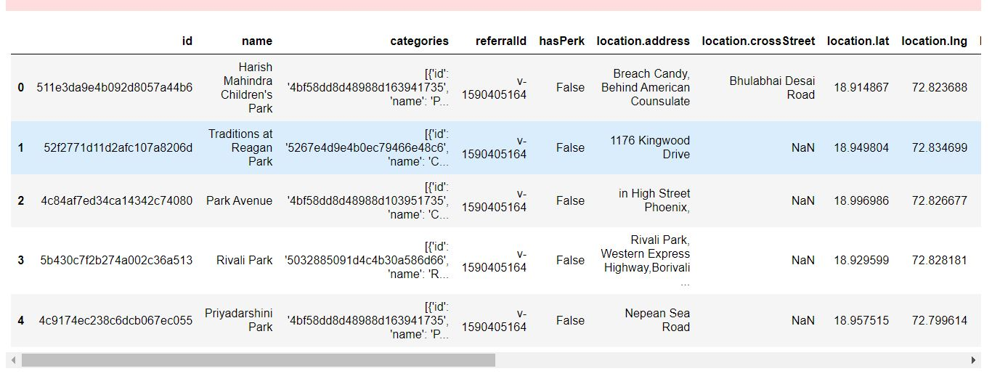 id name categories referralId hasPerk location.address location.crossStreet location.lat location.lng
0 511e3da9e4b092d8057a44b6 Harish Mahindra Children's Park [{'id': '4bf58dd8d48988d163941735', 'name': 'P... v-1590405164 False Breach Candy, Behind American Counsulate Bhulabhai Desai Road 18.914867 72.823688
1 52f2771d11d2afc107a8206d Traditions at Reagan Park [{'id': '5267e4d9e4b0ec79466e48c6', 'name': 'C... v-1590405164 False 1176 Kingwood Drive NaN 18.949804 72.834699
2 4c84af7ed34ca14342c74080 Park Avenue [{'id': '4bf58dd8d48988d103951735', 'name': 'C... v-1590405164 False in High Street Phoenix, NaN 18.996986 72.826677
3 5b430c7f2b274a002c36a513 Rivali Park [{'id': '5032885091d4c4b30a586d66', 'name': 'R... v-1590405164 False Rivali Park, Western Express Highway,Borivali ... NaN 18.929599 72.828181
4 4c9174ec238c6dcb067ec055 Priyadarshini Park [{'id': '4bf58dd8d48988d163941735', 'name': 'P... v-1590405164 False Nepean Sea Road NaN 18.957515 72.799614